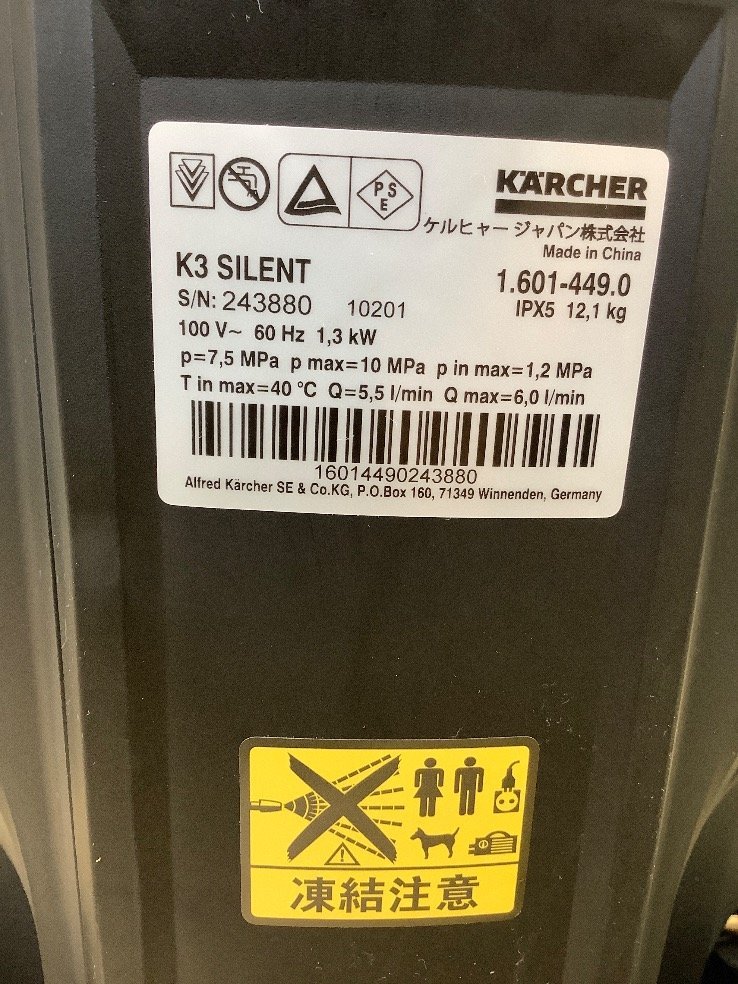 KÄRCHER
PS
E
ケルヒャー ジャパン株式会社
Made in China
K3 SILENT
1.601-449.0
S/N: 243880 10201
IPX5 12,1 kg
100 V~ 60 Hz 1,3 kW
p=7,5 MPa p max=10 MPa p in max=1,2 MPa
T in max=40 °C Q=5,5 l/min Q max=6,0 l/min
16014490243880
Alfred Kärcher SE & Co.KG, P.O.Box 160, 71349 Winnenden, Germany
凍結注意